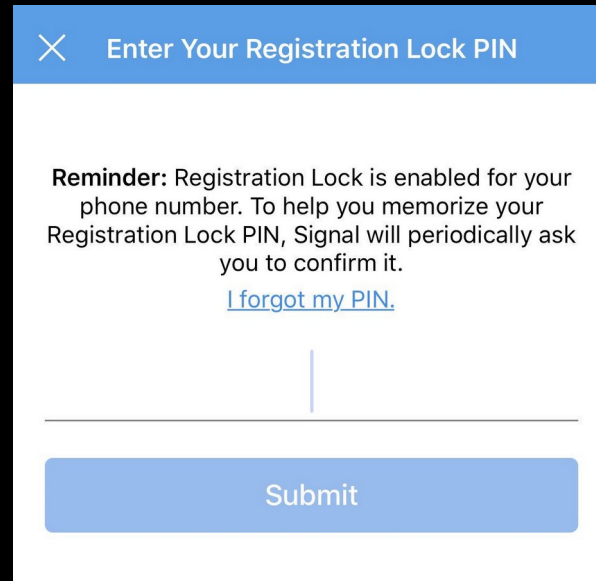 Enter Your Registration Lock PIN
Reminder: Registration Lock is enabled for your
phone number. To help you memorize your
Registration Lock PIN, Signal will periodically ask
you to confirm it.
I forgot my PIN.
Submit